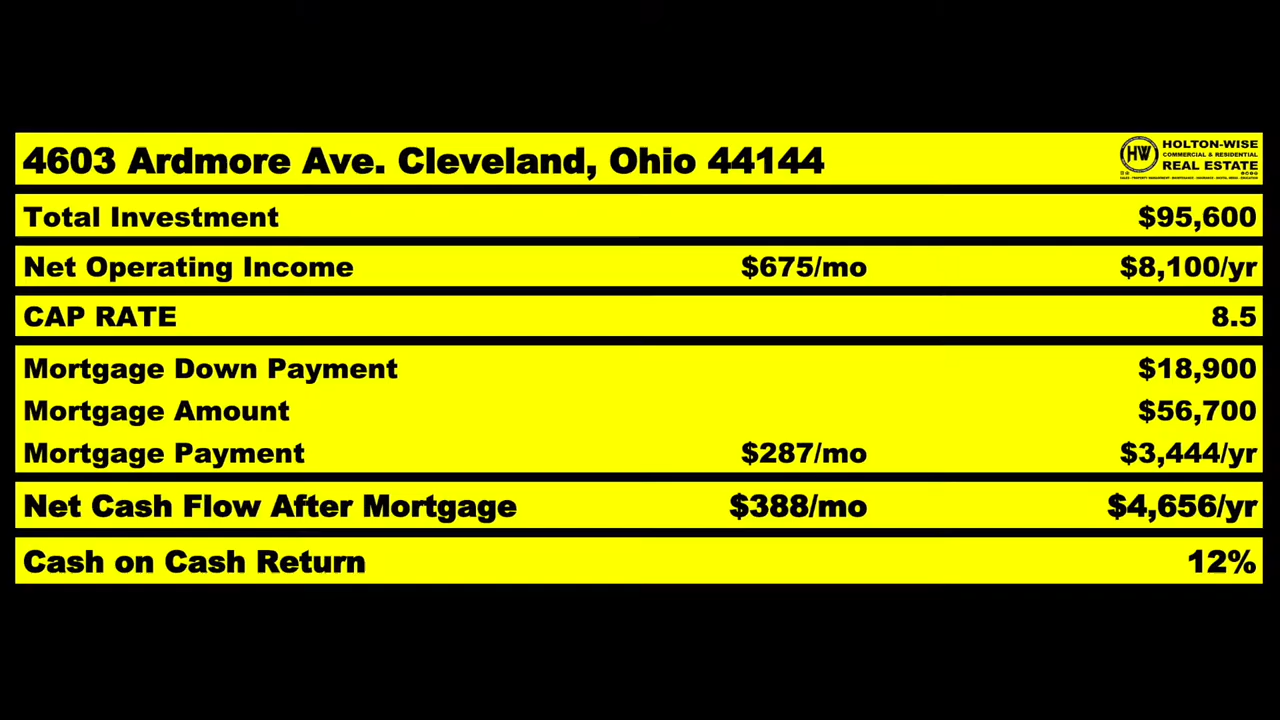 4603 Ardmore Ave. Cleveland, Ohio 44144
HW
HOLTON-WISE
COMMERCIAL & RESIDENTIAL
REAL ESTATE
Total Investment $95,600
Net Operating Income $675/mo $8,100/yr
CAP RATE 8.5
Mortgage Down Payment $18,900
Mortgage Amount $56,700
Mortgage Payment $287/mo $3,444/yr
Net Cash Flow After Mortgage $388/mo $4,656/yr
Cash on Cash Return 12%